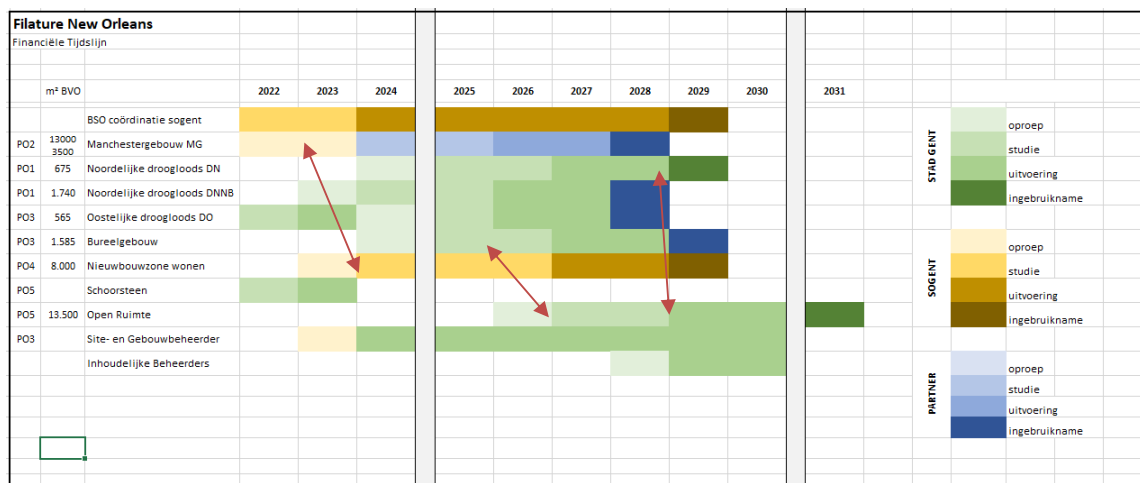 Filature New Orleans
Financiële Tijdslijn
m² BVO 2022 2023 2024 2025 2026 2027 2028 2029 2030 2031
BSO coördinatie sogent
PO2 13000 3500 Manchestergebouw MG
PO1 675 Noordelijke droogloods DN
PO1 1.740 Noordelijke droogloods DNNB
PO3 565 Oostelijke droogloods DO
PO3 1.585 Bureelgebouw
PO4 8.000 Nieuwbouwzone wonen
PO5 Schoorsteen
PO5 13.500 Open Ruimte
PO3 Site- en Gebouwbeheerder
Inhoudelijke Beheerders
STAD GENT
oproep
studie
uitvoering
ingebruikname
SOGENT
oproep
studie
uitvoering
ingebruikname
PARTNER
oproep
studie
uitvoering
ingebruikname